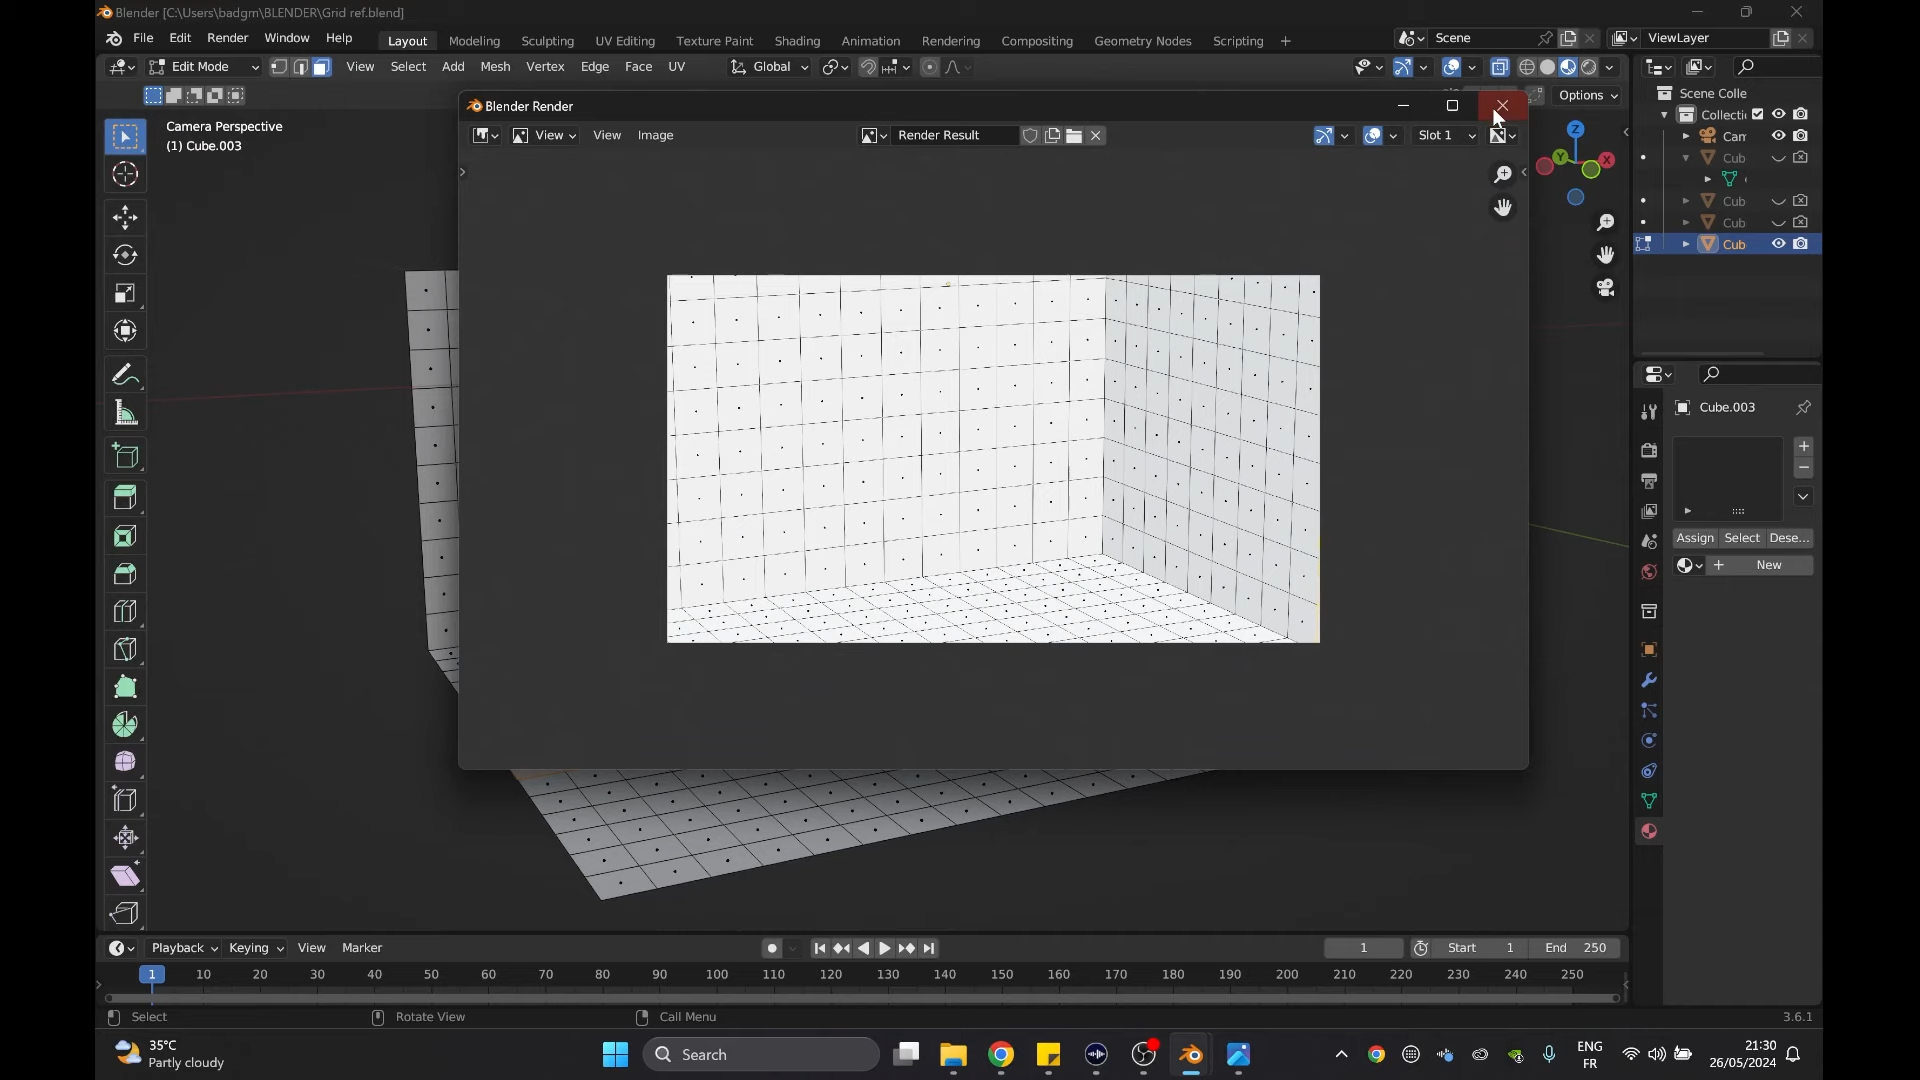 Blender [C:\Users\badgm\BLENDER\Grid ref.blend]
File Edit Render Window Help Layout Modeling Sculpting UV Editing Texture Paint Shading Animation Rendering Compositing Geometry Nodes Scripting + Scene ViewLayer
Edit Mode View Select Add Mesh Vertex Edge Face UV Global
Options
Camera Perspective
(1) Cube.003
Blender Render
View View Image Render Result Slot 1
Z
Y X
Scene Colle
Collecti
Cam
Cub
Cub
Cub
Cub
Cube.003
Assign Select Dese...
New
Playback Keying View Marker 1 Start 1 End 250
1 10 20 30 40 50 60 70 80 90 100 110 120 130 140 150 160 170 180 190 200 210 220 230 240 250
Select Rotate View Call Menu 3.6.1
35°C
Partly cloudy
Search
ENG
FR
21:30
26/05/2024